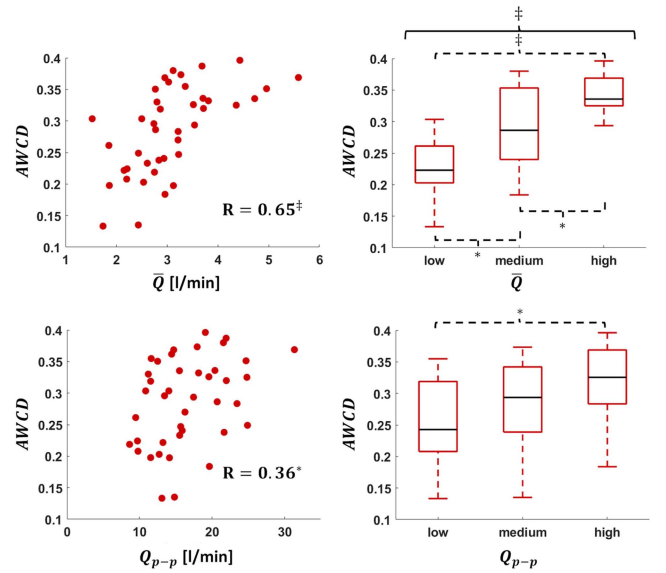 0.4
0.35
0.3
0.25
0.2
0.15
0.1
AWCD
R = 0.65‡
1 2 3 4 5 6
Q̅ [l/min]
‡
‡
0.4
0.35
0.3
0.25
0.2
0.15
0.1
AWCD
*
*
low medium high
Q̅
0.4
0.35
0.3
0.25
0.2
0.15
0.1
AWCD
R = 0.36*
0 10 20 30
Qp−p [l/min]
*
0.4
0.35
0.3
0.25
0.2
0.15
0.1
AWCD
low medium high
Qp−p